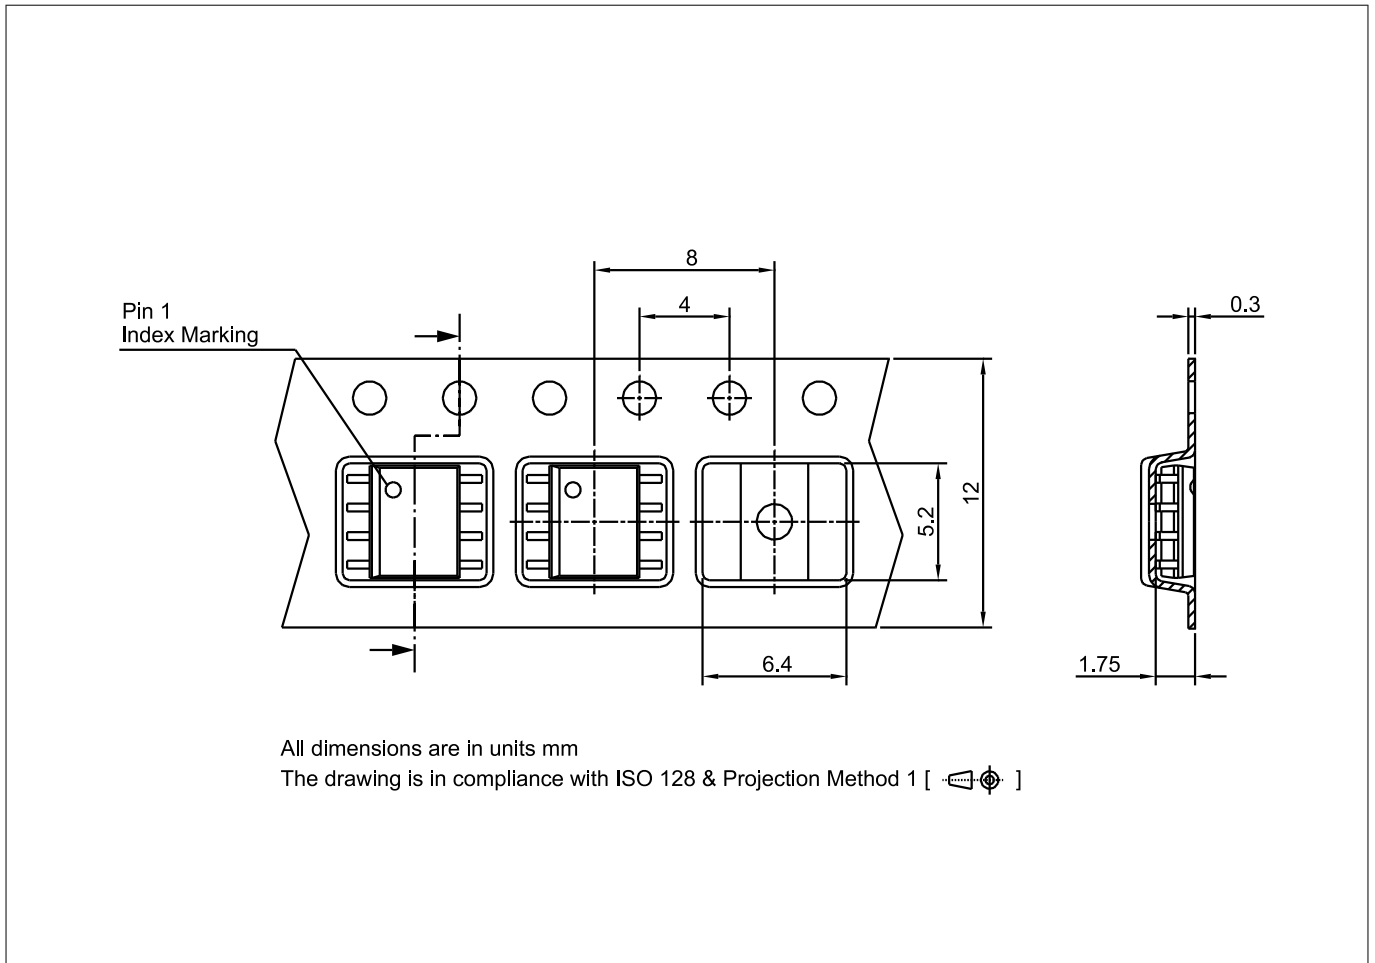 8
4
0.3
Pin 1
Index Marking
12
5.2
6.4
1.75
All dimensions are in units mm
The drawing is in compliance with ISO 128 & Projection Method 1 [ ]